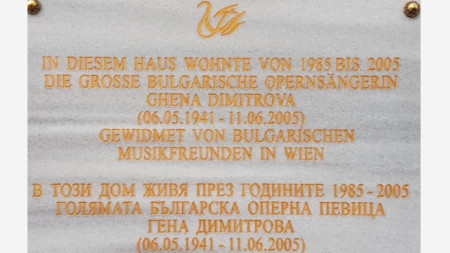 IN DIESEM HAUS WOHNTE VON 1985 BIS 2005
DIE GROSSE BULGARISCHE OPERNSÄNGERIN
GHENA DIMITROVA
(06.05.1941 - 11.06.2005)
GEWIDMET VON BULGARISCHEN
MUSIKFREUNDEN IN WIEN
В ТОЗИ ДОМ ЖИВЯ ПРЕЗ ГОДИНИТЕ 1985 - 2005
ГОЛЯМАТА БЪЛГАРСКА ОПЕРНА ПЕВИЦА
ГЕНА ДИМИТРОВА
(06.05.1941 - 11.06.2005)